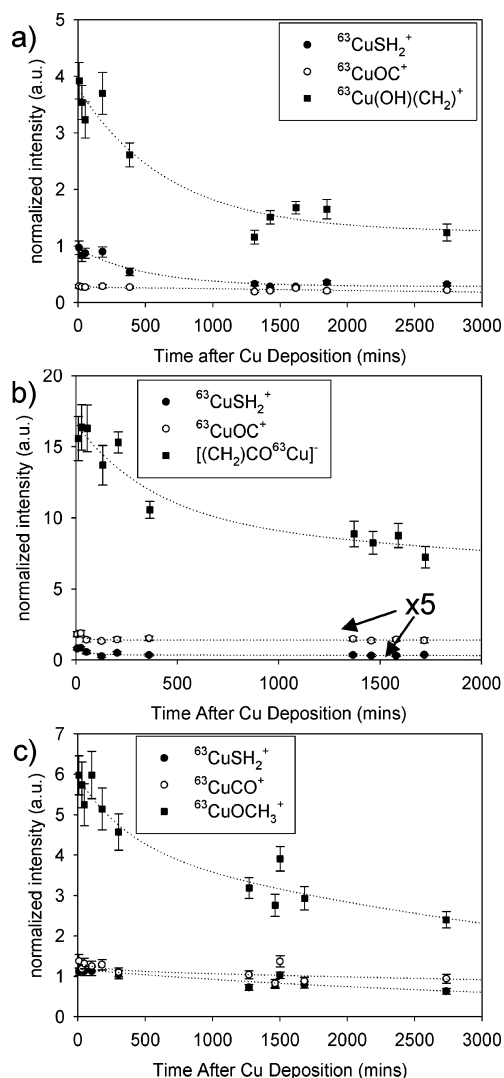 a)
⁶³CuSH₂⁺
⁶³CuOC⁺
⁶³Cu(OH)(CH₂)⁺
normalized intensity (a.u.)
5
4
3
2
1
0
0 500 1000 1500 2000 2500 3000
Time after Cu Deposition (mins)
b)
⁶³CuSH₂⁺
⁶³CuOC⁺
[(CH₂)CO⁶³Cu]⁻
normalized intensity (a.u.)
20
15
10
5
0
x5
0 500 1000 1500 2000
Time After Cu Deposition (mins)
c)
⁶³CuSH₂⁺
⁶³CuCO⁺
⁶³CuOCH₃⁺
normalized intensity (a.u.)
7
6
5
4
3
2
1
0
0 500 1000 1500 2000 2500 3000
Time After Cu Deposition (mins)